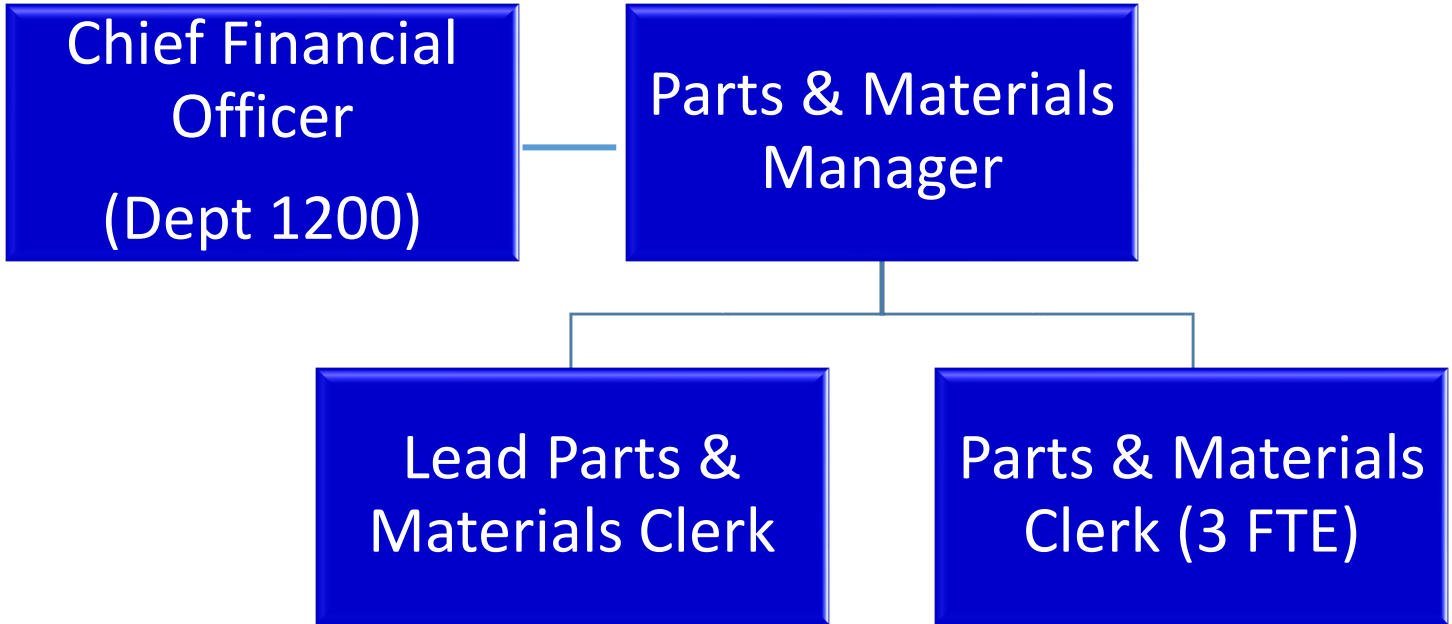 Chief Financial
Officer
(Dept 1200)
Parts & Materials
Manager
Lead Parts &
Materials Clerk
Parts & Materials
Clerk (3 FTE)